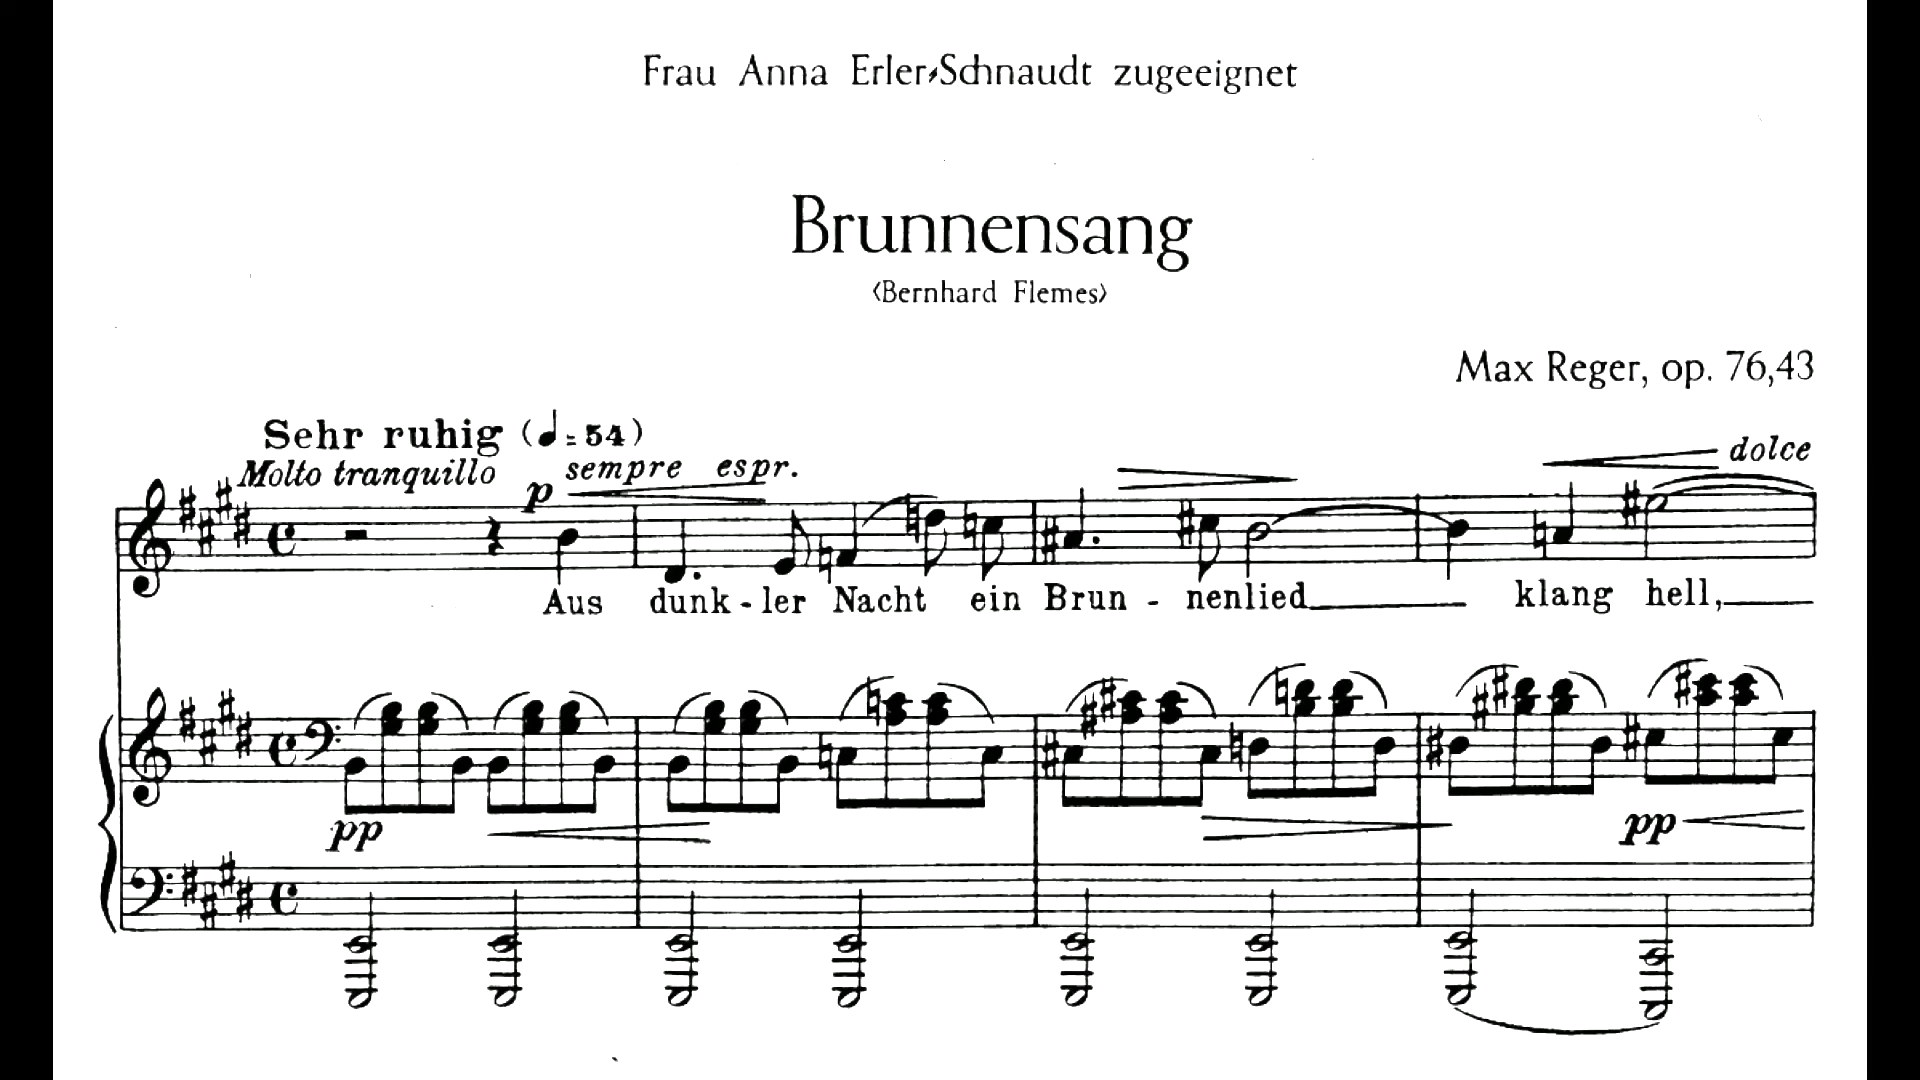 Frau Anna Erler-Schnaudt zugeeignet
Brunnensang
<Bernhard Flemes>
Max Reger, op. 76,43
Sehr ruhig (♩=54)
Molto tranquillo sempre espr.
p
dolce
Aus dunk-ler Nacht ein Brun-nenlied klang hell,
pp pp